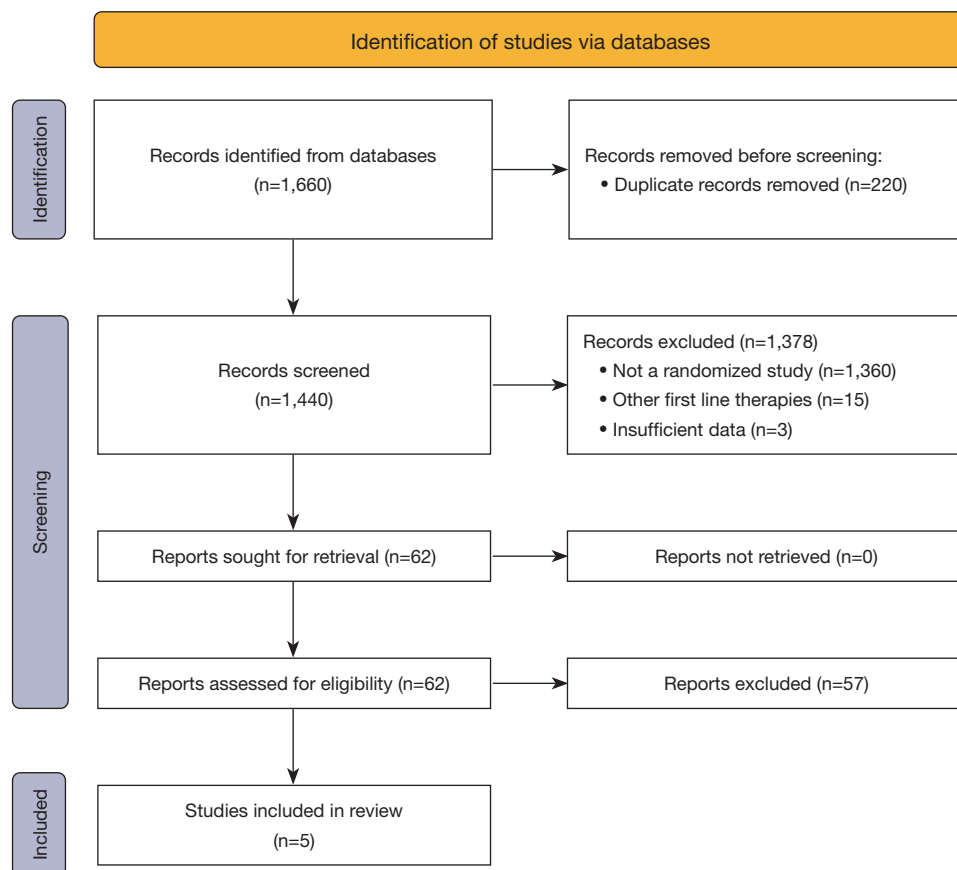 Identification of studies via databases
Identification
Records identified from databases
(n=1,660)
Records removed before screening:
• Duplicate records removed (n=220)
Screening
Records screened
(n=1,440)
Records excluded (n=1,378)
• Not a randomized study (n=1,360)
• Other first line therapies (n=15)
• Insufficient data (n=3)
Reports sought for retrieval (n=62)
Reports not retrieved (n=0)
Reports assessed for eligibility (n=62)
Reports excluded (n=57)
Included
Studies included in review
(n=5)